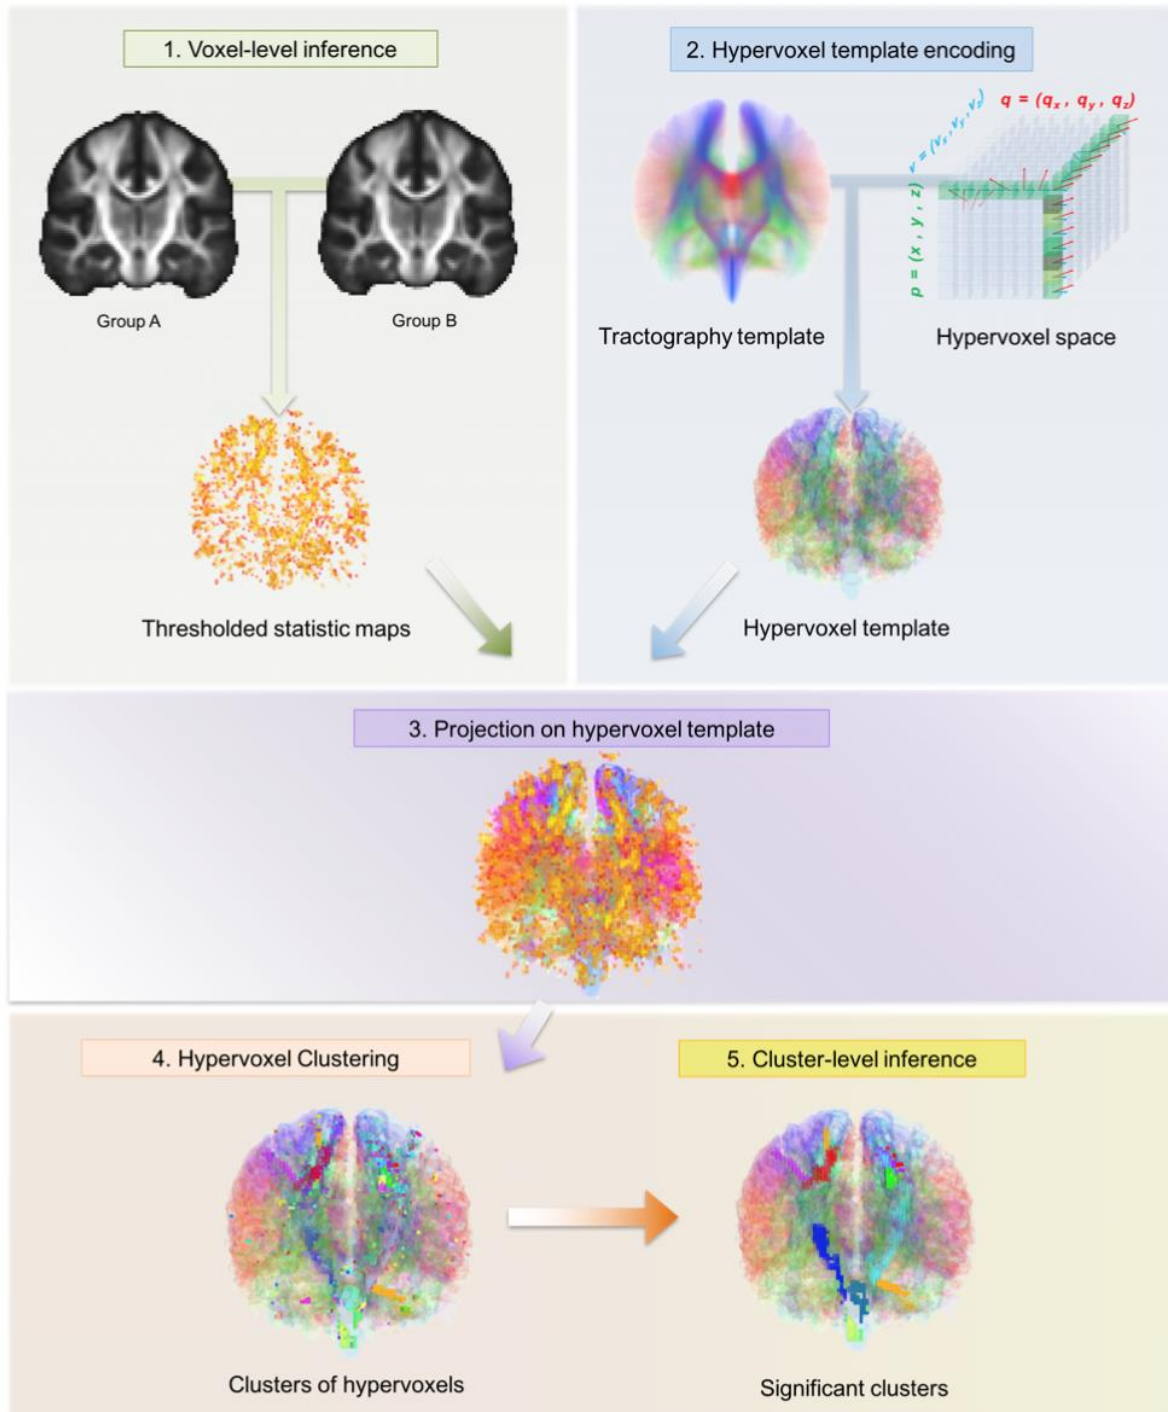 1. Voxel-level inference
Group A
Group B
Thresholded statistic maps
2. Hypervoxel template encoding
q = (qx , qy , qz)
v = (vx, vy, vz)
p = (x , y , z)
Tractography template
Hypervoxel space
Hypervoxel template
3. Projection on hypervoxel template
4. Hypervoxel Clustering
Clusters of hypervoxels
5. Cluster-level inference
Significant clusters